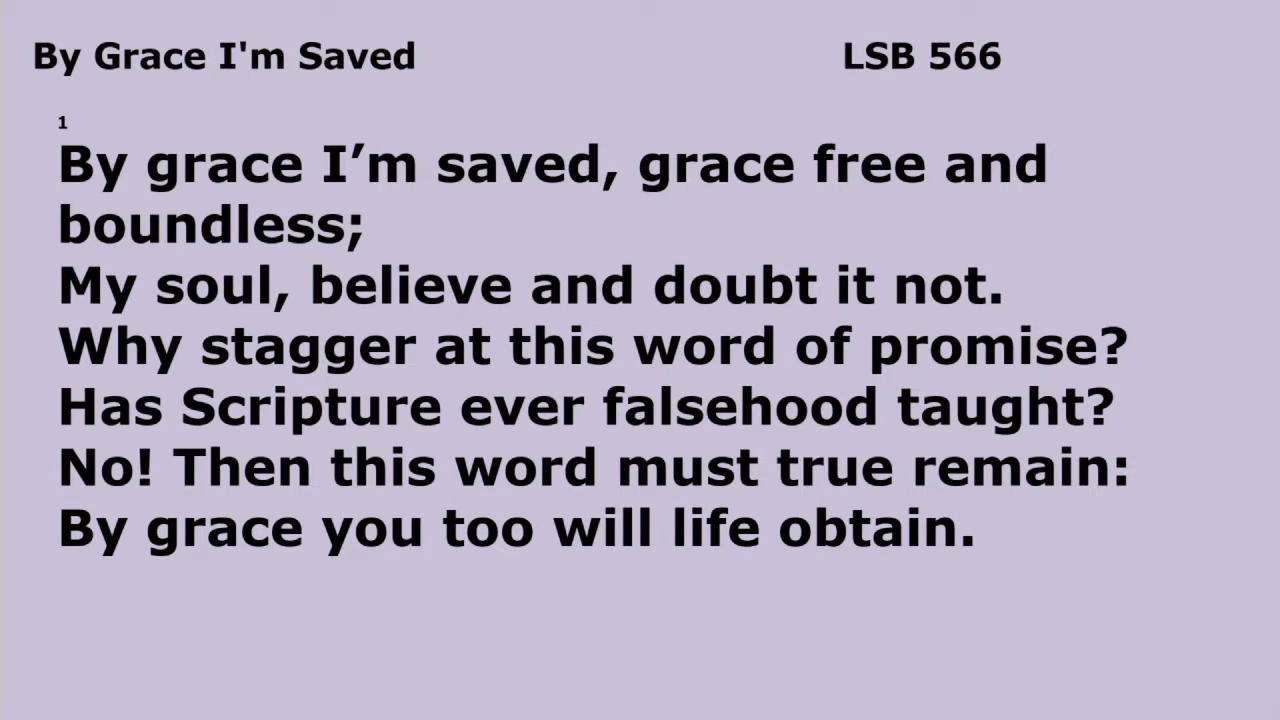 By Grace I'm Saved LSB 566
1
By grace I’m saved, grace free and
boundless;
My soul, believe and doubt it not.
Why stagger at this word of promise?
Has Scripture ever falsehood taught?
No! Then this word must true remain:
By grace you too will life obtain.